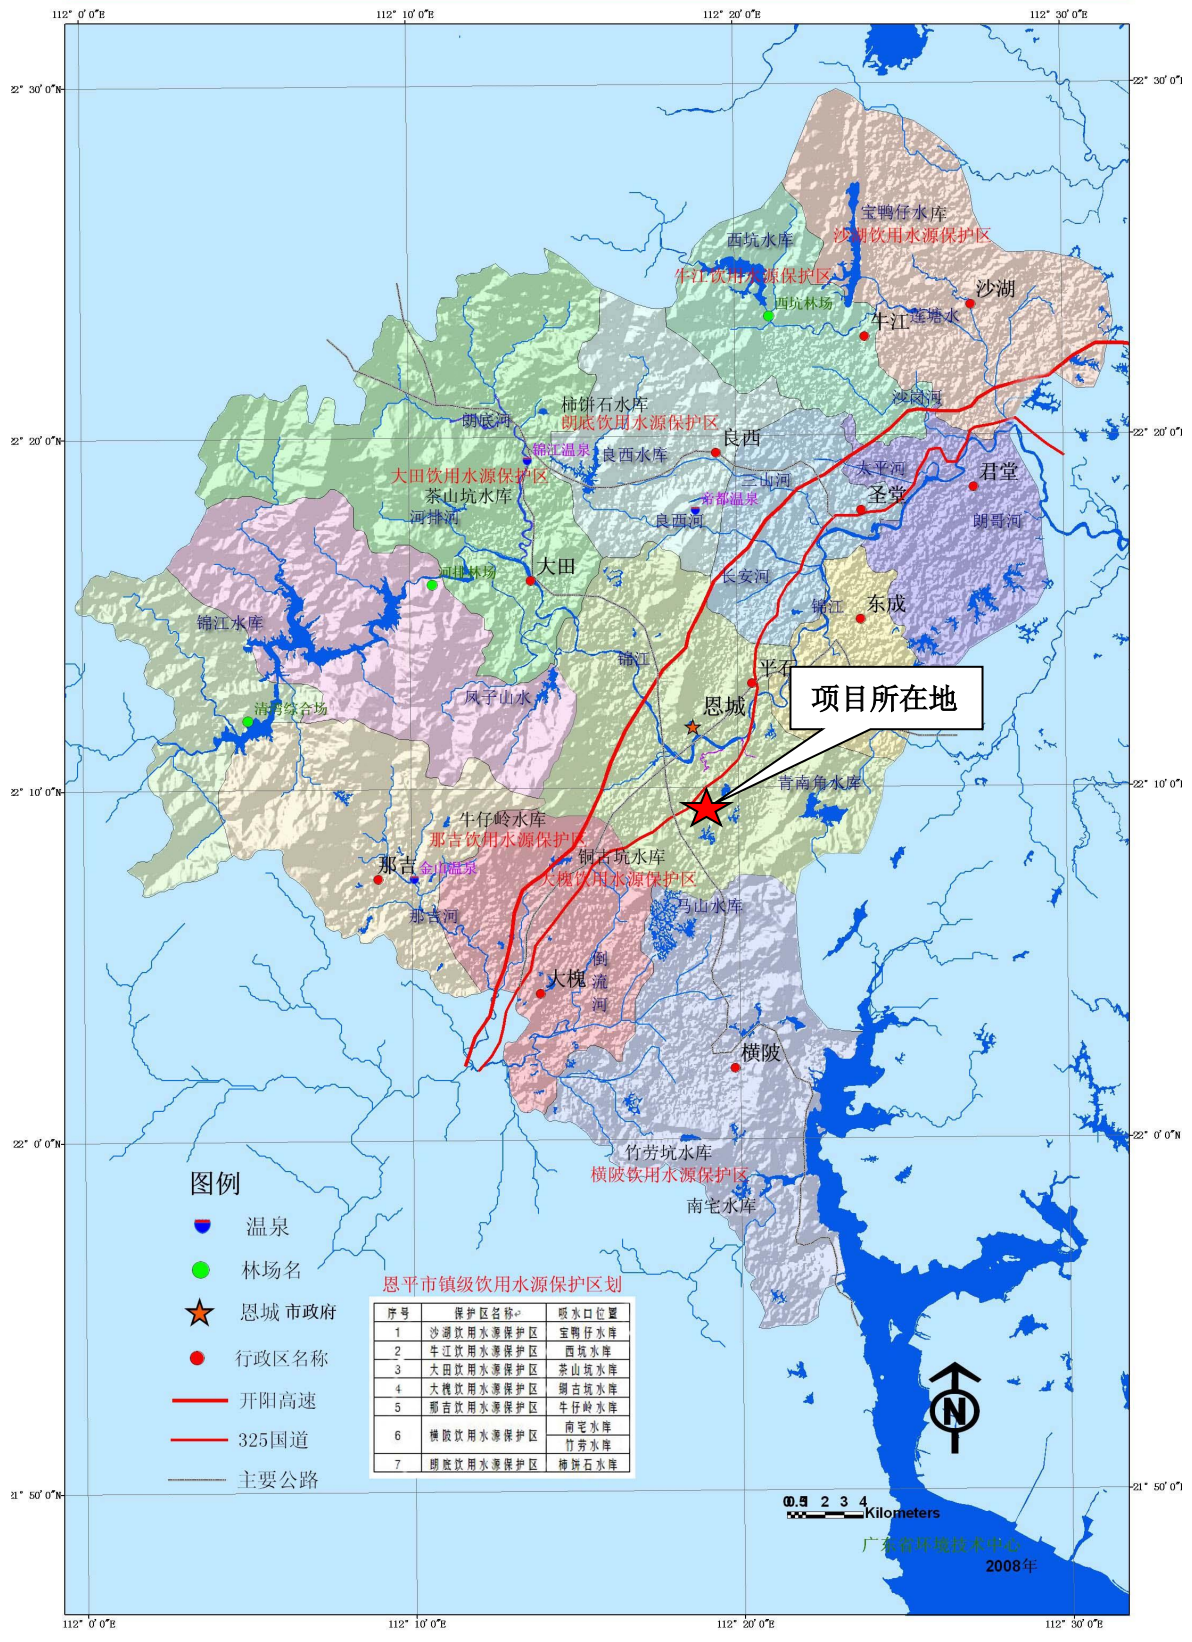 112° 0′ 0″E
112° 10′ 0″E
112° 20′ 0″E
112° 30′ 0″E
22° 30′ 0″N
22° 30′ 0″N
宝鸭仔水库
沙湖饮用水源保护区
西坑水库
牛江饮用水源保护区
沙湖
西坑林场
牛江
莲塘水
沙岗河
柿饼石水库
朗底饮用水源保护区
朗底河
22° 20′ 0″N
22° 20′ 0″N
良西
锦江温泉
良西水库
太平河
大田饮用水源保护区
三山河
君堂
茶山坑水库
帝都温泉
圣堂
河排河
良西河
朗哥河
大田
河排林场
长安河
锦江
东成
锦江水库
锦江
平石
凤子山水
恩城
项目所在地
清湾综合场
22° 10′ 0″N
22° 10′ 0″N
青南角水库
牛仔岭水库
那吉饮用水源保护区
铜古坑水库
那吉
金山温泉
大槐饮用水源保护区
马山水库
那吉河
倒流河
大槐
横陂
22° 0′ 0″N
22° 0′ 0″N
竹劳坑水库
横陂饮用水源保护区
南宅水库
图例
温泉
林场名
恩城 市政府
行政区名称
开阳高速
325国道
主要公路
恩平市镇级饮用水源保护区划
序号 保护区名称 吸水口位置
1 沙湖饮用水源保护区 宝鸭仔水库
2 牛江饮用水源保护区 西坑水库
3 大田饮用水源保护区 茶山坑水库
4 大槐饮用水源保护区 铜古坑水库
5 那吉饮用水源保护区 牛仔岭水库
6 横陂饮用水源保护区 南宅水库
竹劳水库
7 朗底饮用水源保护区 柿饼石水库
N
21° 50′ 0″N
21° 50′ 0″N
0 0.5 1 2 3 4
Kilometers
广东省环境技术中心
2008年
112° 0′ 0″E
112° 10′ 0″E
112° 20′ 0″E
112° 30′ 0″E